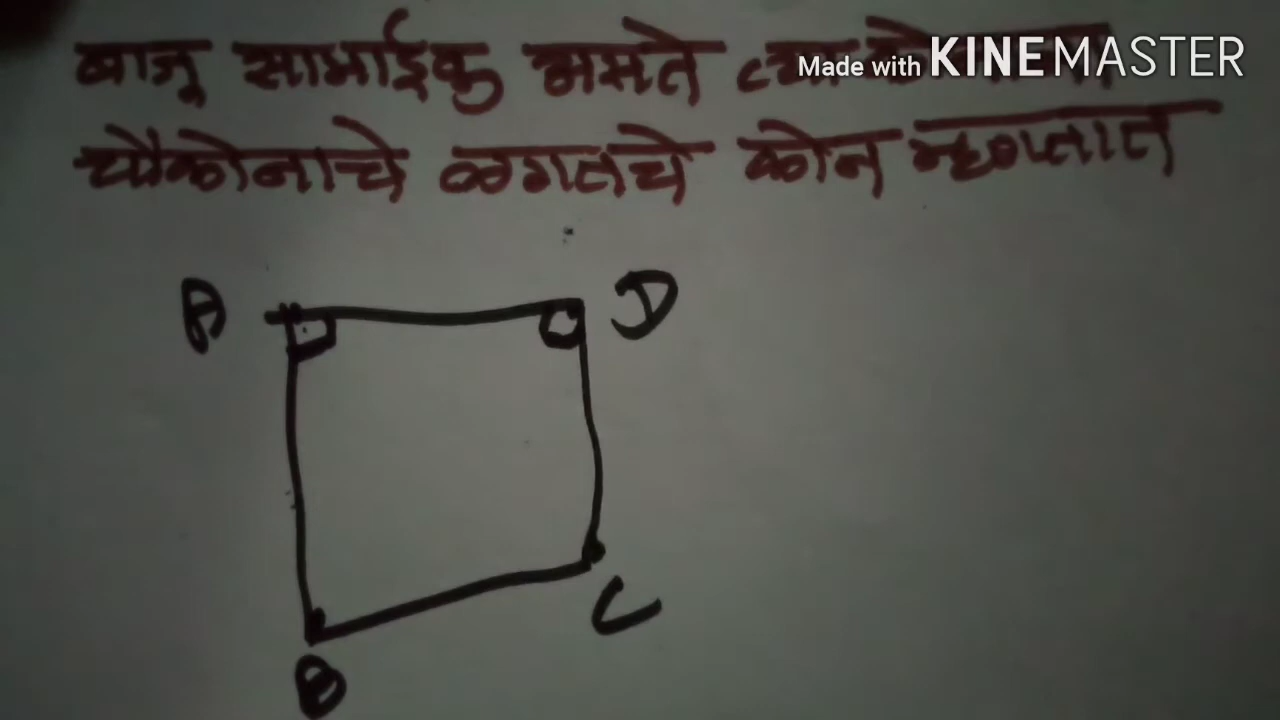 बाजू सामाईक असते त्या
Made with KINEMASTER
चौकोनाचे लगतचे कोन म्हणतात
A
D
C
B